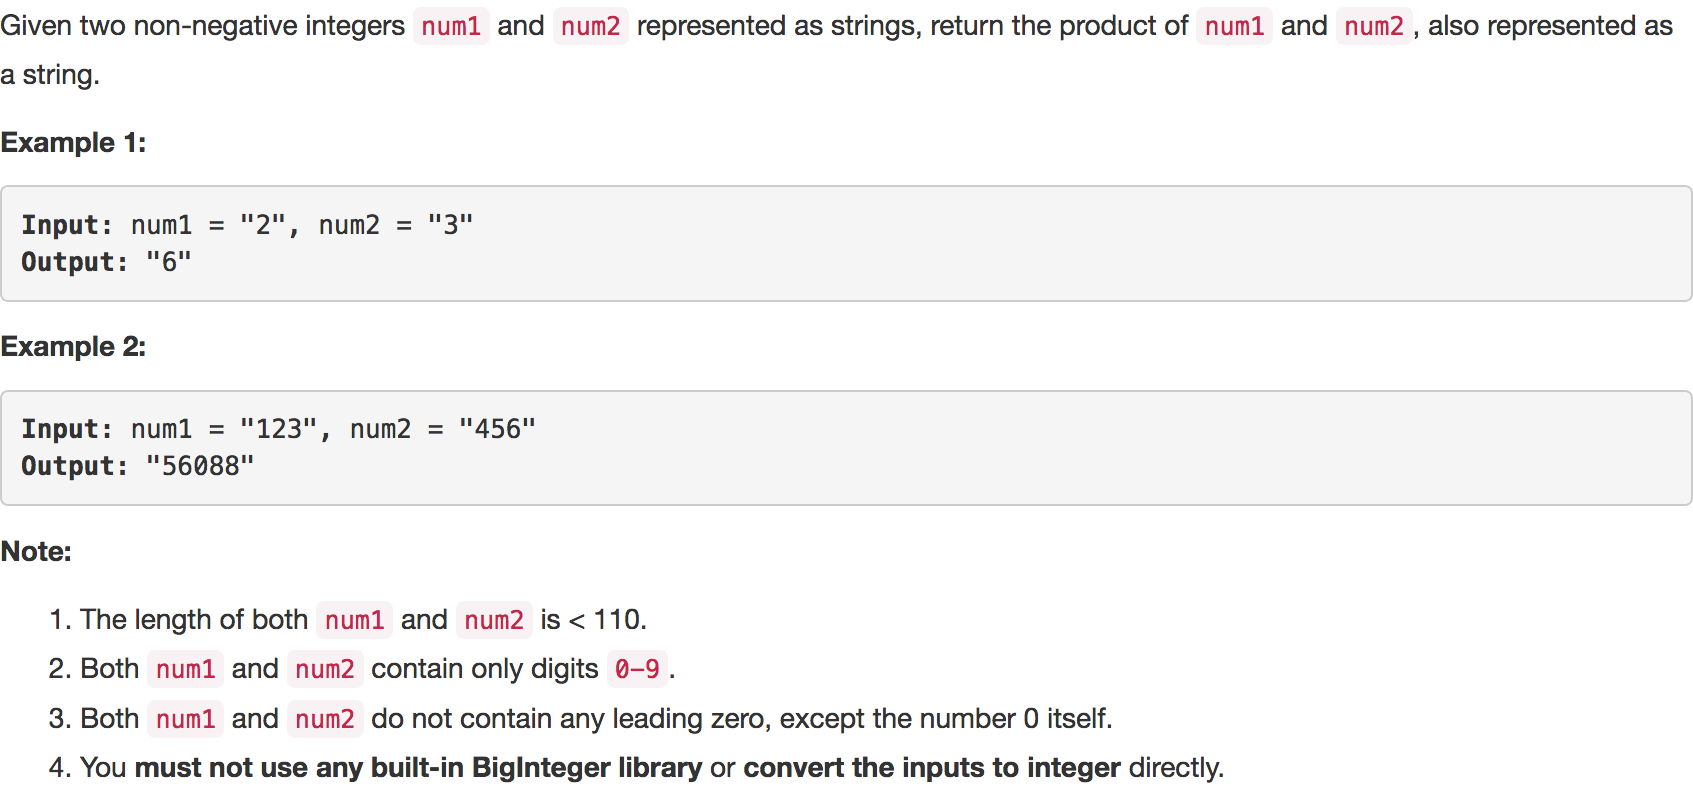 Given two non-negative integers num1 and num2 represented as strings, return the product of num1 and num2, also represented as
a string.
Example 1:
Input: num1 = "2", num2 = "3"
Output: "6"
Example 2:
Input: num1 = "123", num2 = "456"
Output: "56088"
Note:
1. The length of both num1 and num2 is < 110.
2. Both num1 and num2 contain only digits 0-9.
3. Both num1 and num2 do not contain any leading zero, except the number 0 itself.
4. You must not use any built-in BigInteger library or convert the inputs to integer directly.